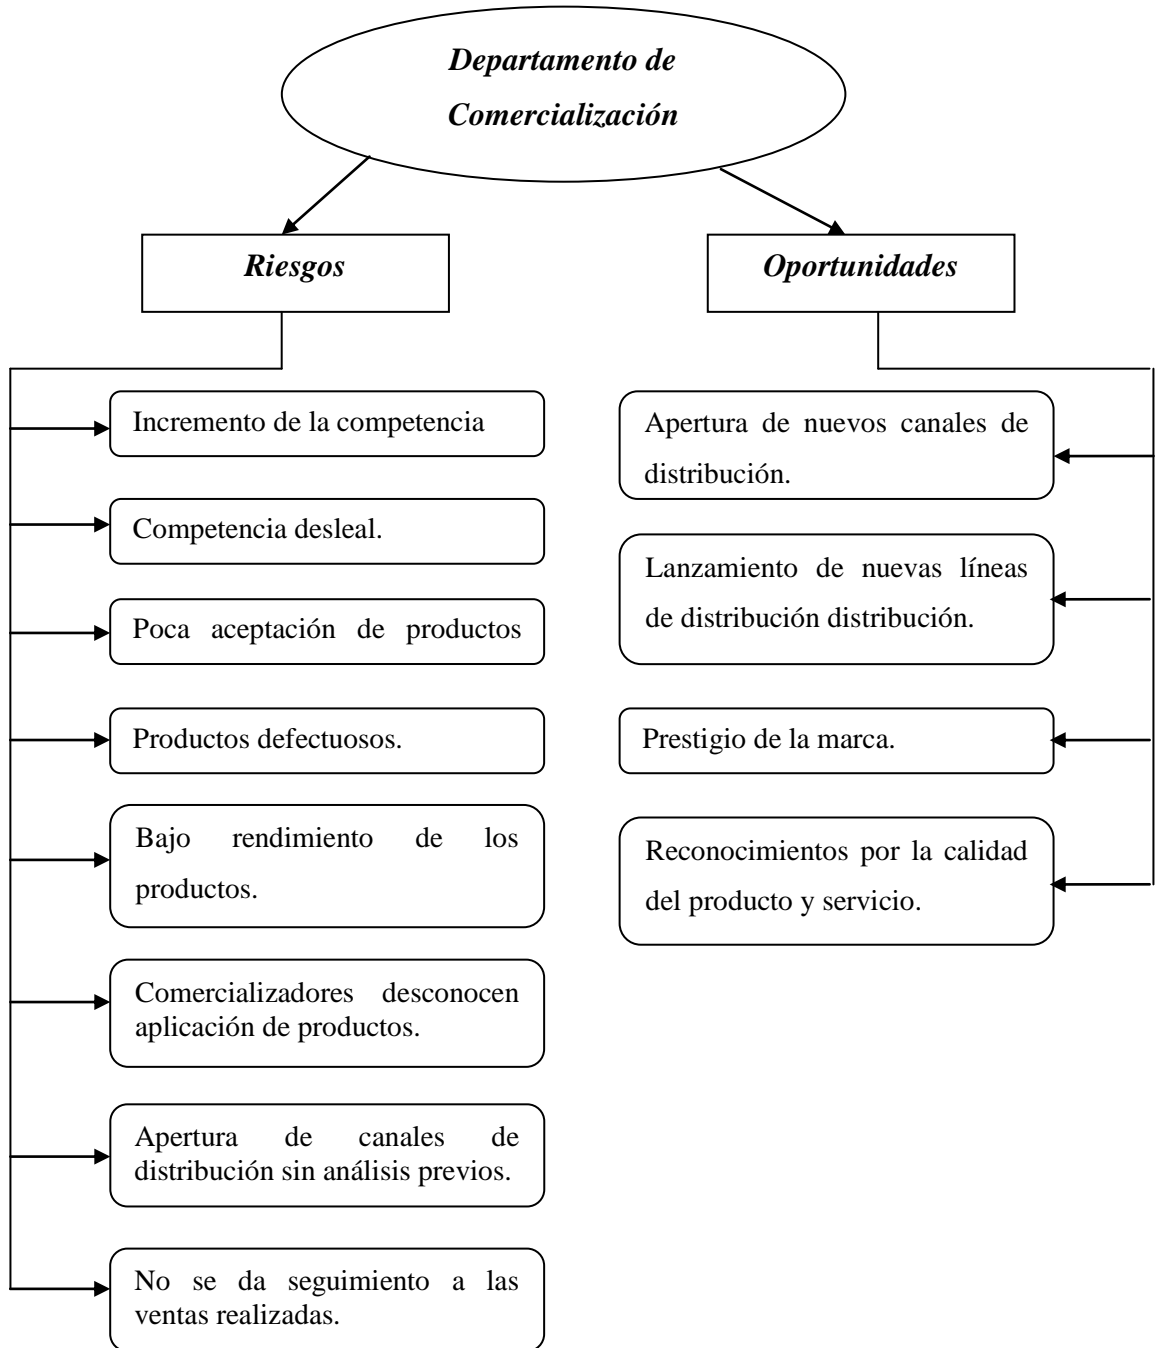 Departamento de
Comercialización
Riesgos
Oportunidades
Incremento de la competencia
Competencia desleal.
Poca aceptación de productos
Productos defectuosos.
Bajo rendimiento de los
productos.
Comercializadores desconocen
aplicación de productos.
Apertura de canales de
distribución sin análisis previos.
No se da seguimiento a las
ventas realizadas.
Apertura de nuevos canales de
distribución.
Lanzamiento de nuevas líneas
de distribución distribución.
Prestigio de la marca.
Reconocimientos por la calidad
del producto y servicio.